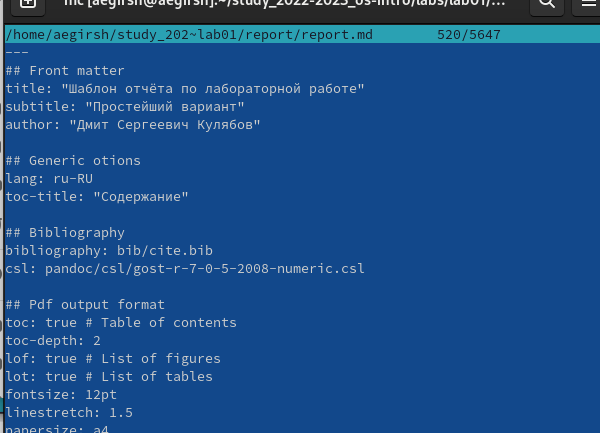 mc [aegirsh@aegirsh]:~/study_2022-2023_os-intro/labs/lab01/...
/home/aegirsh/study_202~lab01/report/report.md 520/5647
---
## Front matter
title: "Шаблон отчёта по лабораторной работе"
subtitle: "Простейший вариант"
author: "Дмит Сергеевич Кулябов"
## Generic otions
lang: ru-RU
toc-title: "Содержание"
## Bibliography
bibliography: bib/cite.bib
csl: pandoc/csl/gost-r-7-0-5-2008-numeric.csl
## Pdf output format
toc: true # Table of contents
toc-depth: 2
lof: true # List of figures
lot: true # List of tables
fontsize: 12pt
linestretch: 1.5
papersize: a4